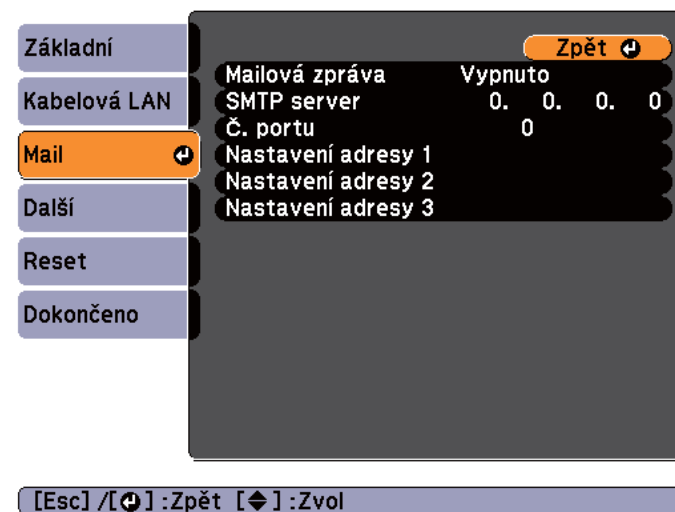 Základní
Kabelová LAN
Mail
Další
Reset
Dokončeno
Zpět
Mailová zpráva Vypnuto
SMTP server 0. 0. 0. 0
Č. portu 0
Nastavení adresy 1
Nastavení adresy 2
Nastavení adresy 3
[Esc] /[⏎] :Zpět [◆] :Zvol